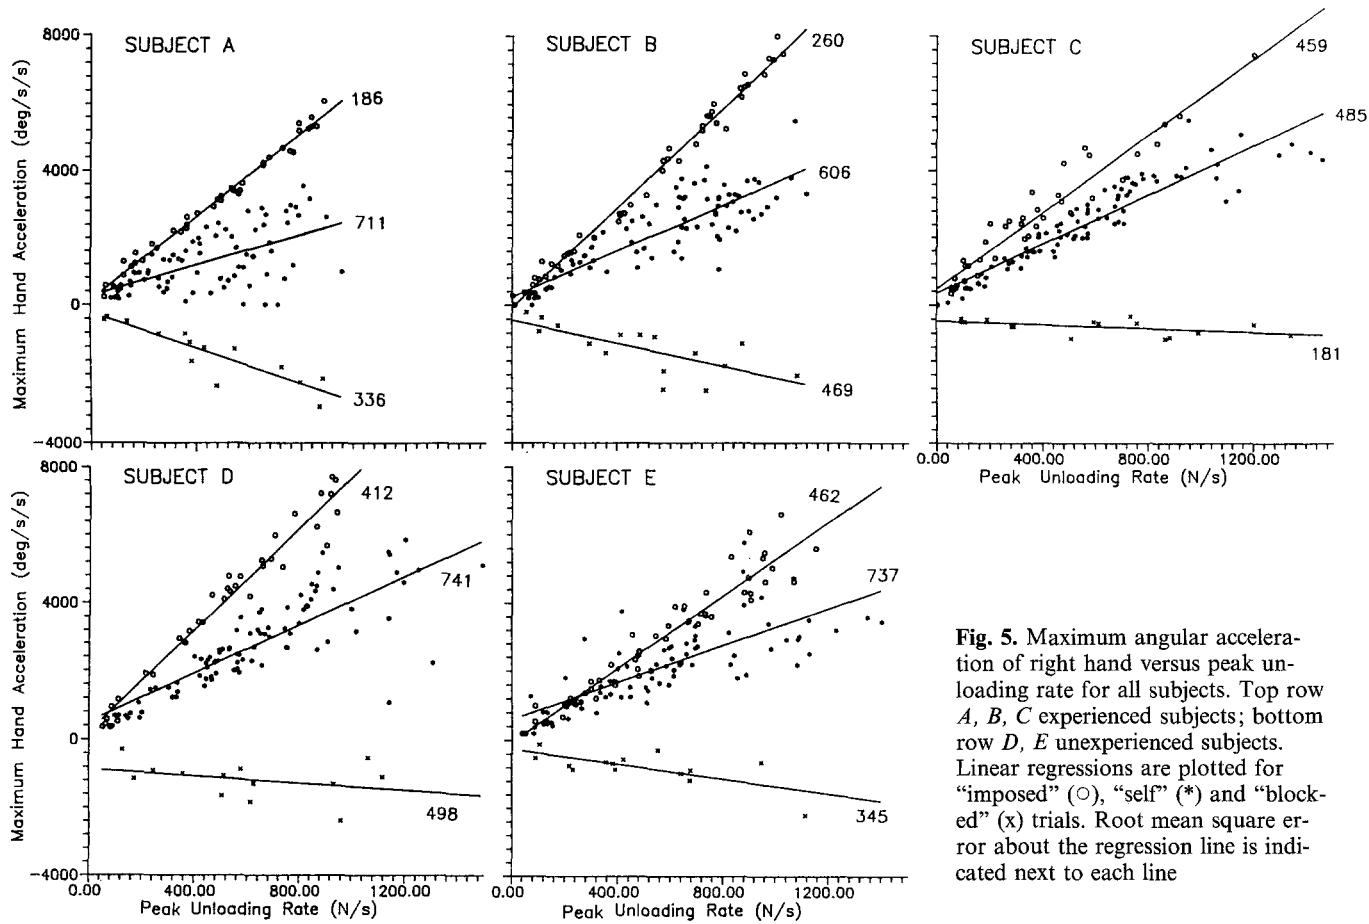 8000
SUBJECT A
SUBJECT B
SUBJECT C
260
459
186
485
Maximum Hand Acceleration (deg/s/s)
4000
606
711
0
181
336
469
-4000
0.00 400.00 800.00 1200.00
Peak Unloading Rate (N/s)
8000
SUBJECT D
SUBJECT E
412
462
Maximum Hand Acceleration (deg/s/s)
741
737
4000
0
498
345
-4000
0.00 400.00 800.00 1200.00
0.00 400.00 800.00 1200.00
Peak Unloading Rate (N/s)
Peak Unloading Rate (N/s)
Fig. 5. Maximum angular accelera-
tion of right hand versus peak un-
loading rate for all subjects. Top row
A, B, C experienced subjects; bottom
row D, E unexperienced subjects.
Linear regressions are plotted for
“imposed” (○), “self” (*) and “block-
ed” (x) trials. Root mean square er-
ror about the regression line is indi-
cated next to each line